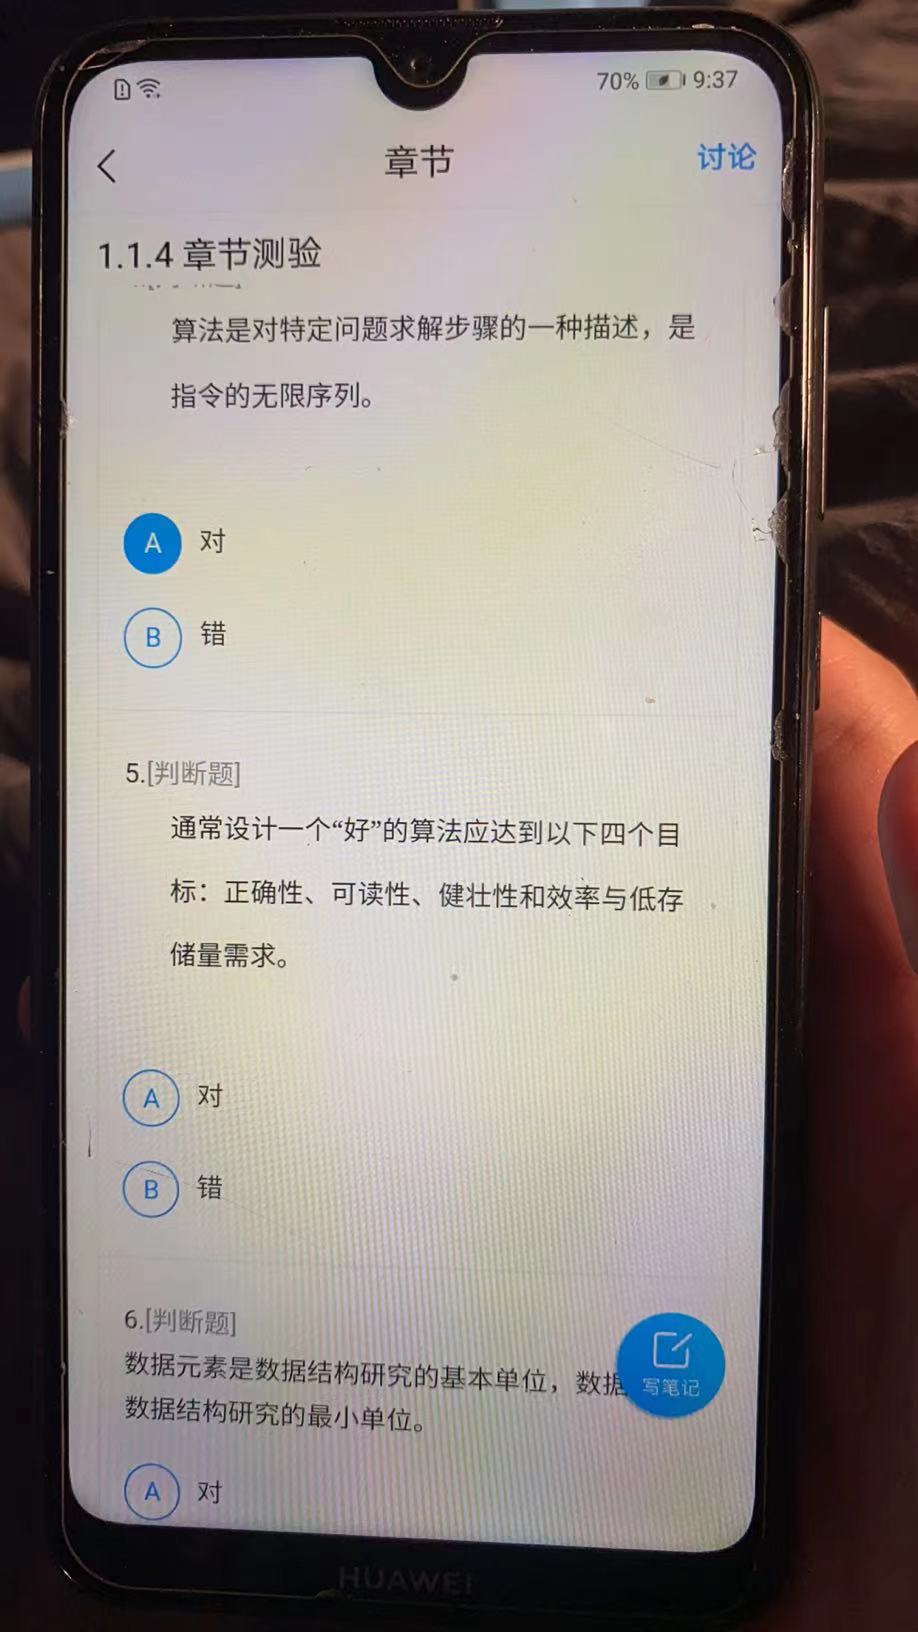 70% 9:37
章节
讨论
1.1.4 章节测验
算法是对特定问题求解步骤的一种描述，是
指令的无限序列。
A 对
B 错
5.[判断题]
通常设计一个“好”的算法应达到以下四个目
标：正确性、可读性、健壮性和效率与低存
储量需求。
A 对
B 错
6.[判断题]
数据元素是数据结构研究的基本单位，数据
写笔记
数据结构研究的最小单位。
A 对
HUAWEI